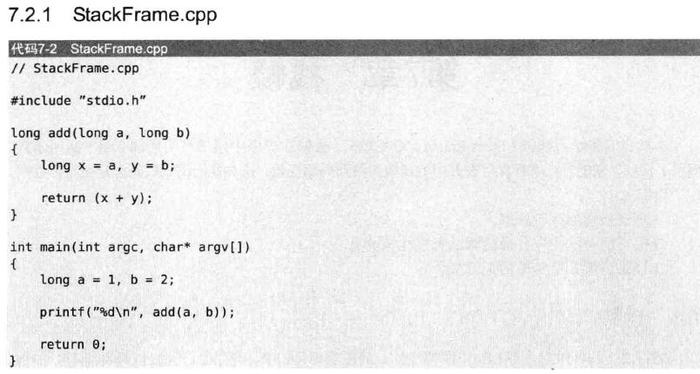 7.2.1 StackFrame.cpp
代码7-2 StackFrame.cpp
// StackFrame.cpp
#include "stdio.h"
long add(long a, long b)
{
    long x = a, y = b;
    return (x + y);
}
int main(int argc, char* argv[])
{
    long a = 1, b = 2;
    printf("%d\n", add(a, b));
    return 0;
}